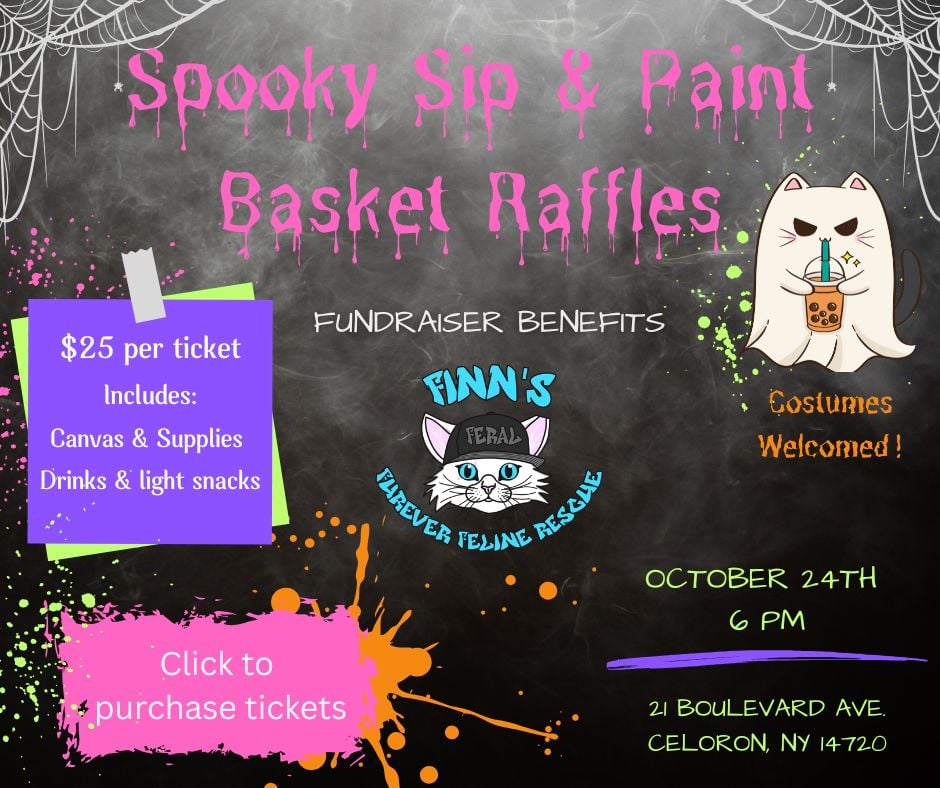 Spooky Sip & Paint
Basket Raffles
$25 per ticket
Includes:
Canvas & Supplies
Drinks & light snacks
FUNDRAISER BENEFITS
FINN'S
FERAL
FUREVER FELINE RESCUE
Costumes
Welcomed!
OCTOBER 24TH
6 PM
21 BOULEVARD AVE.
CELORON, NY 14720
Click to
purchase tickets